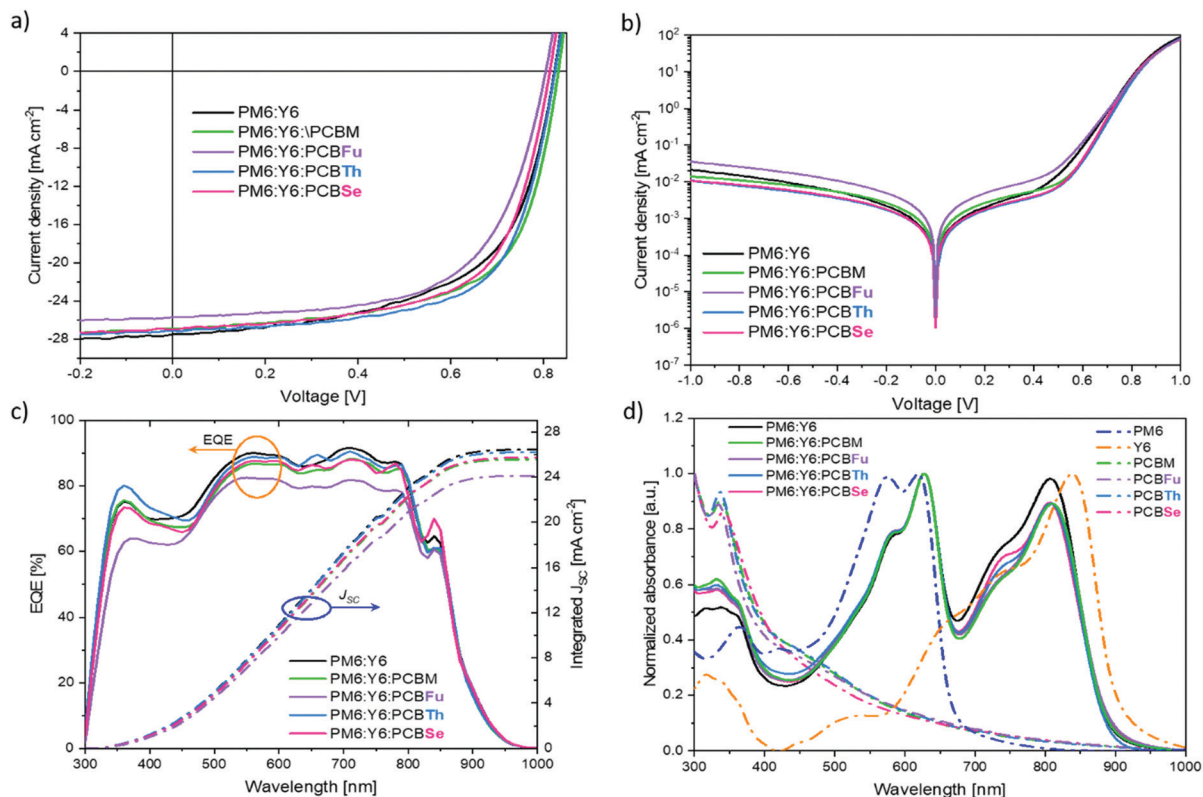 a)
Current density [mA cm⁻²]
4
0
-4
-8
-12
-16
-20
-24
-28
PM6:Y6
PM6:Y6:\PCBM
PM6:Y6:PCBFu
PM6:Y6:PCBTh
PM6:Y6:PCBSe
-0.2 0.0 0.2 0.4 0.6 0.8
Voltage [V]
b)
Current density [mA cm⁻²]
10²
10¹
10⁰
10⁻¹
10⁻²
10⁻³
10⁻⁴
10⁻⁵
10⁻⁶
10⁻⁷
PM6:Y6
PM6:Y6:PCBM
PM6:Y6:PCBFu
PM6:Y6:PCBTh
PM6:Y6:PCBSe
-1.0 -0.8 -0.6 -0.4 -0.2 0.0 0.2 0.4 0.6 0.8 1.0
Voltage [V]
c)
EQE [%]
100
80
60
40
20
0
EQE
J_SC
PM6:Y6
PM6:Y6:PCBM
PM6:Y6:PCBFu
PM6:Y6:PCBTh
PM6:Y6:PCBSe
28
24
20
16
12
8
4
0
Integrated J_SC [mA cm⁻²]
300 400 500 600 700 800 900 1000
Wavelength [nm]
d)
Normalized absorbance [a.u.]
1.2
1.0
0.8
0.6
0.4
0.2
0.0
PM6:Y6
PM6:Y6:PCBM
PM6:Y6:PCBFu
PM6:Y6:PCBTh
PM6:Y6:PCBSe
PM6
Y6
PCBM
PCBFu
PCBTh
PCBSe
300 400 500 600 700 800 900 1000
Wavelength [nm]